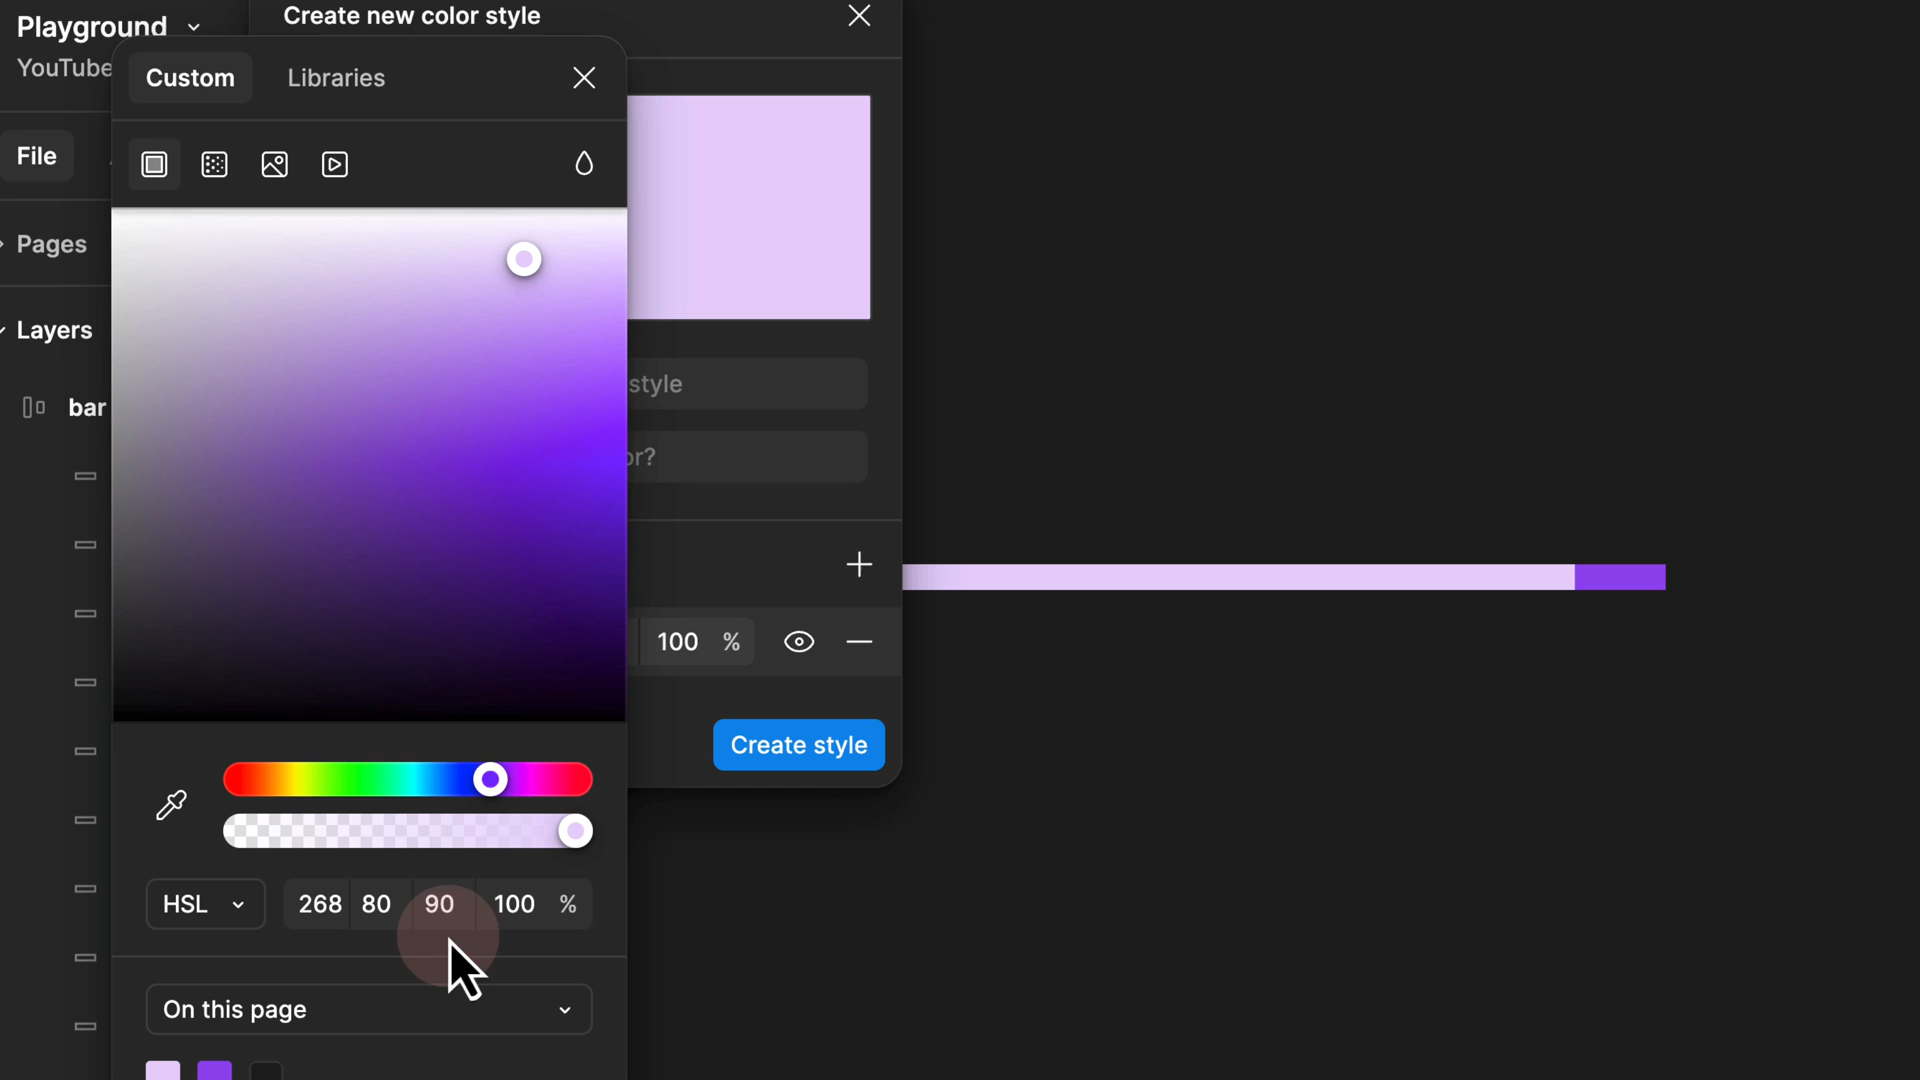 Playground
YouTube
Create new color style
Custom
Libraries
File
Pages
Layers
bar
style
or?
100 %
Create style
HSL 268 80 90 100 %
On this page